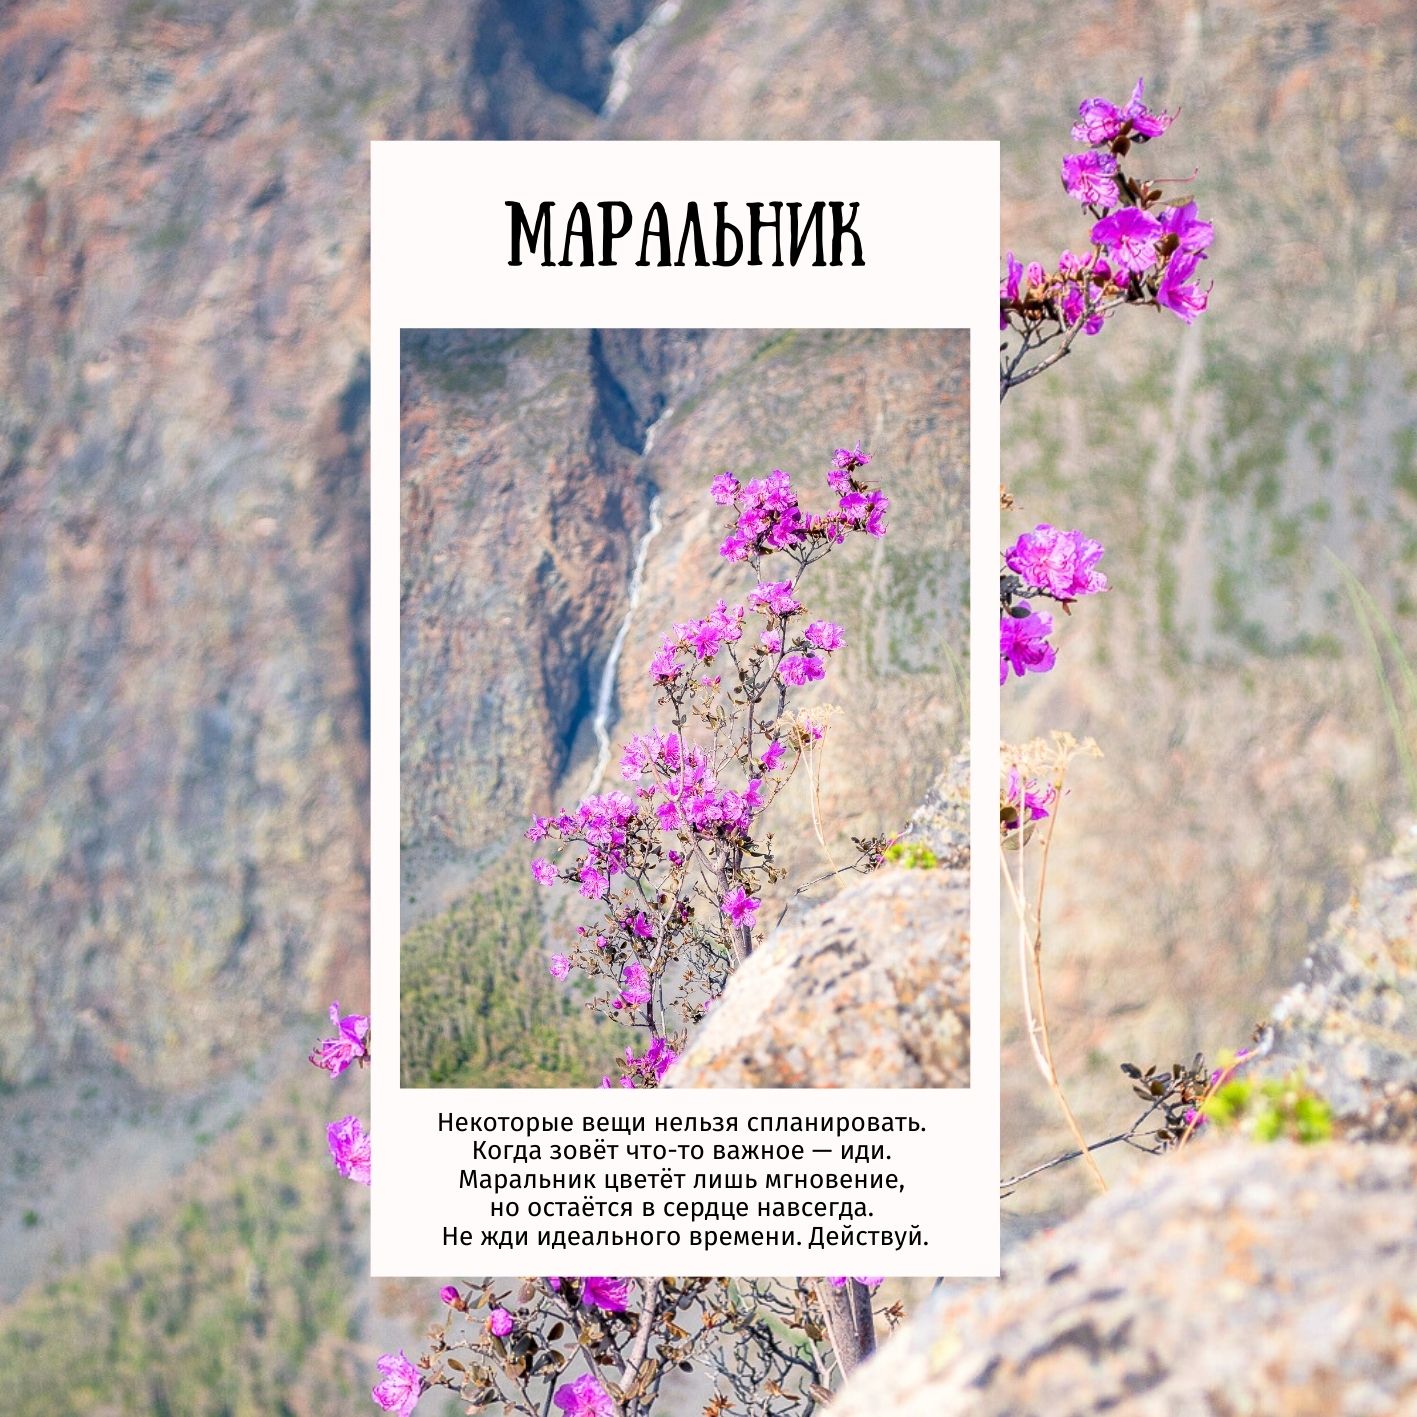 МАРАЛЬНИК
Некоторые вещи нельзя спланировать.
Когда зовёт что-то важное — иди.
Маральник цветёт лишь мгновение,
но остаётся в сердце навсегда.
Не жди идеального времени. Действуй.